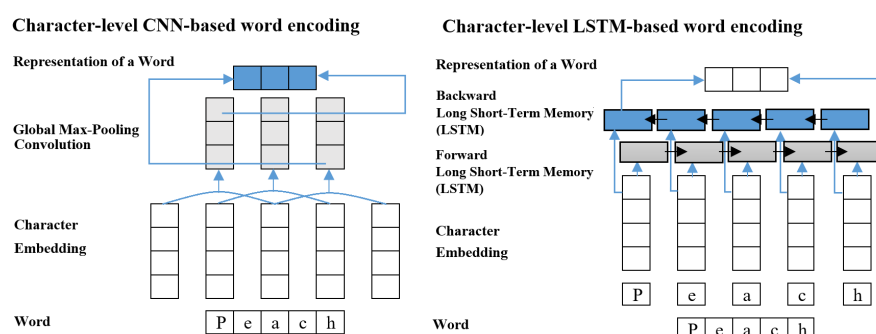 Character-level CNN-based word encoding
Representation of a Word
Global Max-Pooling
Convolution
Character
Embedding
Word
P e a c h
Character-level LSTM-based word encoding
Representation of a Word
Backward
Long Short-Term Memory
(LSTM)
Forward
Long Short-Term Memory
(LSTM)
Character
Embedding
P e a c h
Word
P e a c h